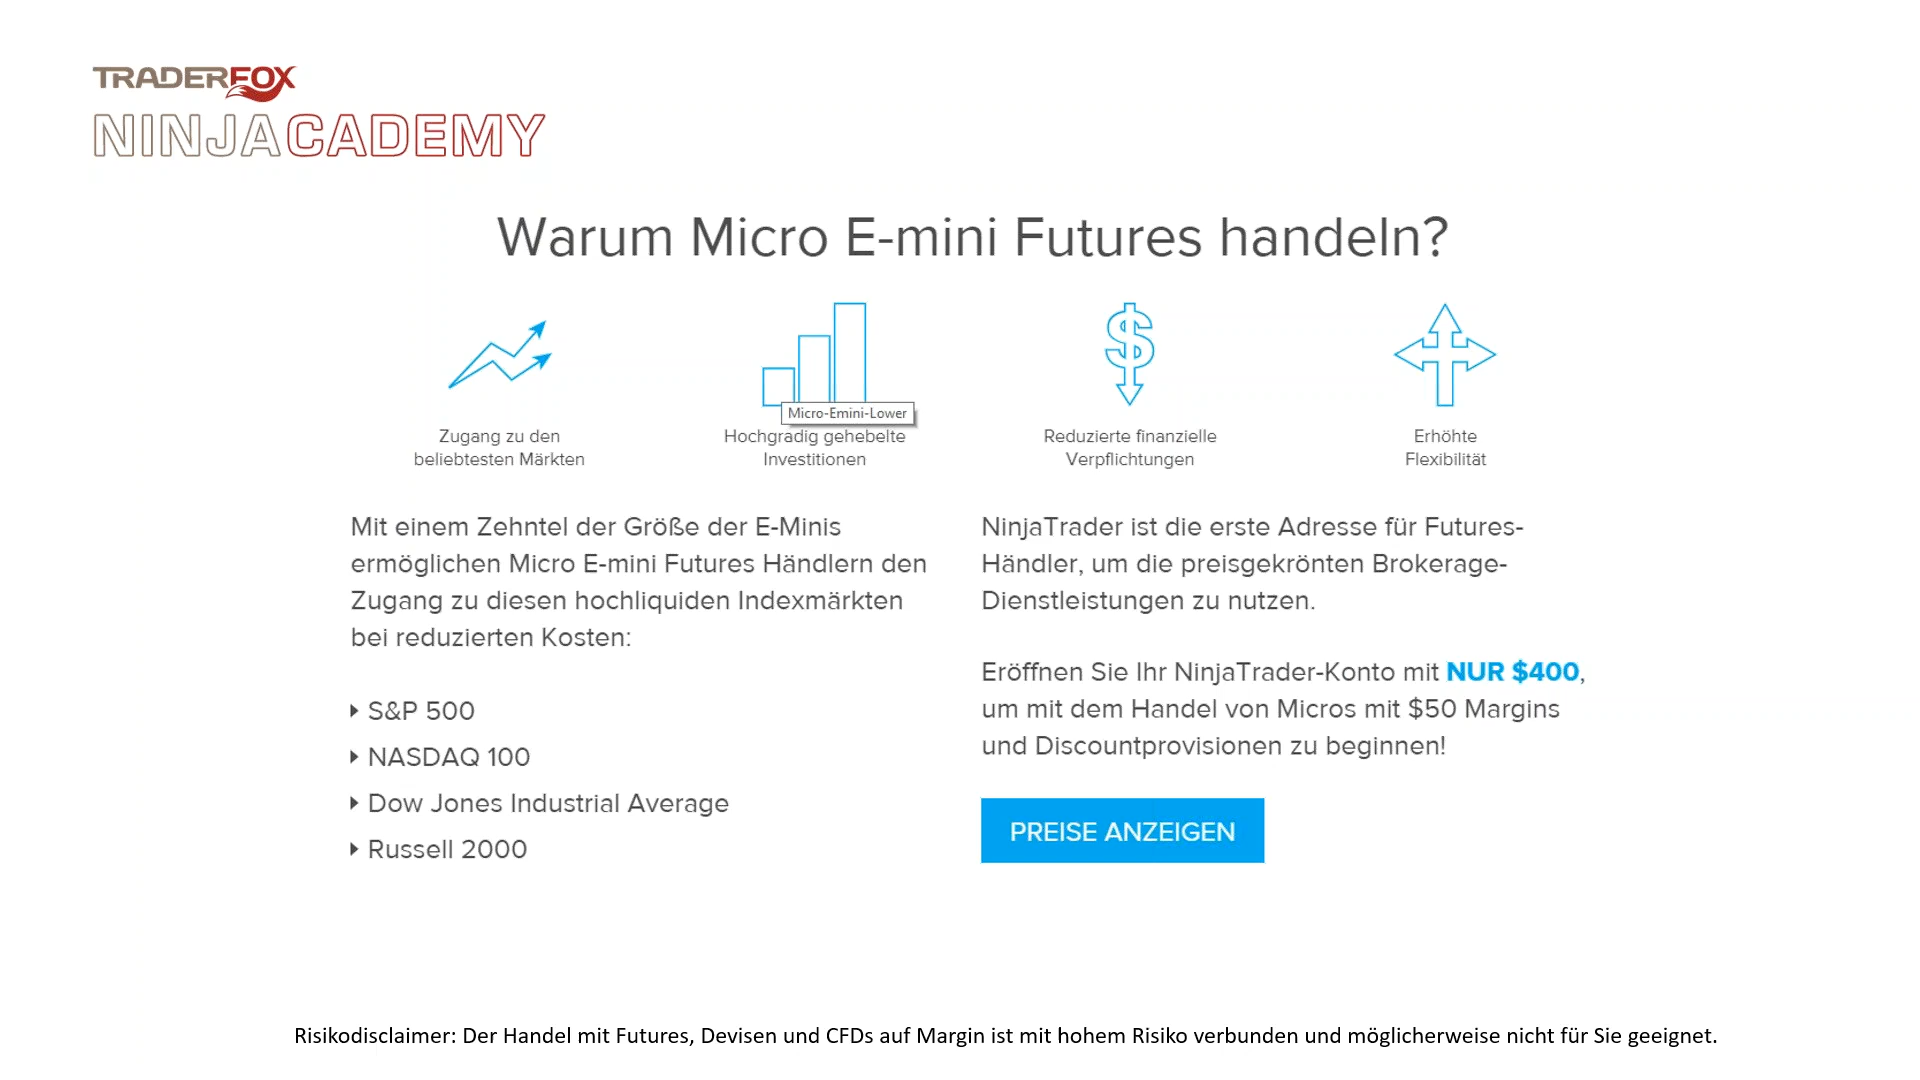 TRADERFOX
NINJACADEMY
Warum Micro E-mini Futures handeln?
Micro-Emini-Lower
Zugang zu den
beliebtesten Märkten
Hochgradig gehebelte
Investitionen
Reduzierte finanzielle
Verpflichtungen
Erhöhte
Flexibilität
Mit einem Zehntel der Größe der E-Minis
ermöglichen Micro E-mini Futures Händlern den
Zugang zu diesen hochliquiden Indexmärkten
bei reduzierten Kosten:
S&P 500
NASDAQ 100
Dow Jones Industrial Average
Russell 2000
NinjaTrader ist die erste Adresse für Futures-
Händler, um die preisgekrönten Brokerage-
Dienstleistungen zu nutzen.
Eröffnen Sie Ihr NinjaTrader-Konto mit NUR $400,
um mit dem Handel von Micros mit $50 Margins
und Discountprovisionen zu beginnen!
PREISE ANZEIGEN
Risikodisclaimer: Der Handel mit Futures, Devisen und CFDs auf Margin ist mit hohem Risiko verbunden und möglicherweise nicht für Sie geeignet.